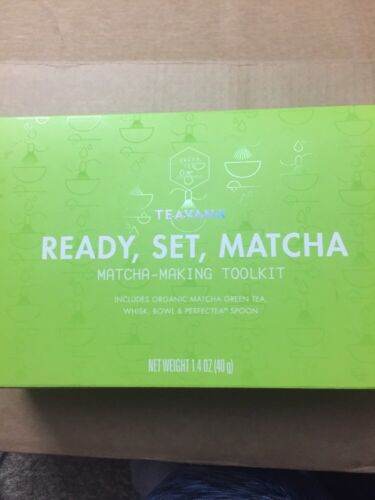 TEAVANA
READY, SET, MATCHA
MATCHA-MAKING TOOLKIT
INCLUDES ORGANIC MATCHA GREEN TEA,
WHISK, BOWL & PERFECTEA™ SPOON
NET WEIGHT 1.4 OZ (40 g)